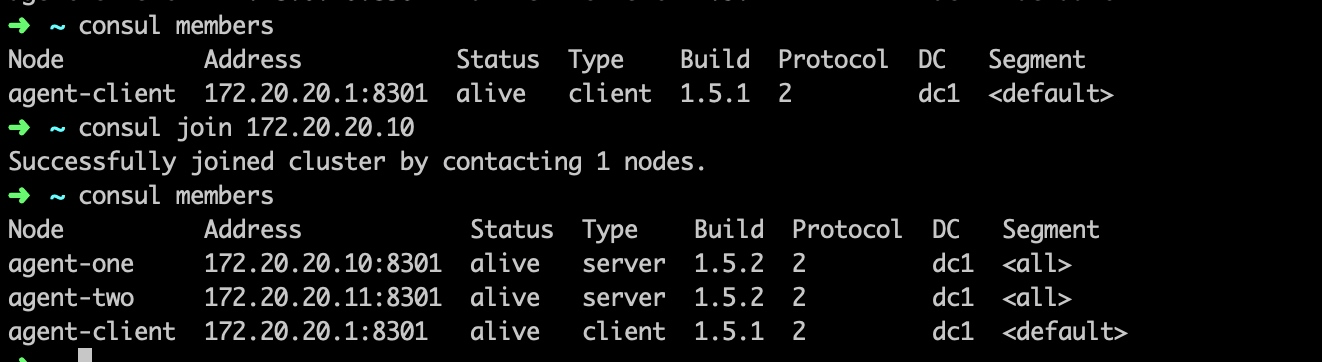 ➜ ~ consul members
Node          Address            Status  Type    Build  Protocol  DC   Segment
agent-client  172.20.20.1:8301  alive   client  1.5.1  2         dc1  <default>
➜ ~ consul join 172.20.20.10
Successfully joined cluster by contacting 1 nodes.
➜ ~ consul members
Node          Address             Status  Type    Build  Protocol  DC   Segment
agent-one     172.20.20.10:8301  alive   server  1.5.2  2         dc1  <all>
agent-two     172.20.20.11:8301  alive   server  1.5.2  2         dc1  <all>
agent-client  172.20.20.1:8301   alive   client  1.5.1  2         dc1  <default>